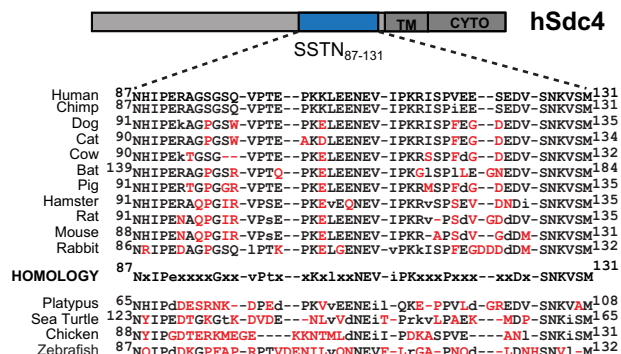 hSdc4
TM CYTO
SSTN87-131
Human 87NHIPERAGSGSQ-VPTE--PKKLEENEV-IPKRISPVEE--SEDV-SNKVSM131
Chimp 87NHIPERAGSGSQ-VPTE--PKKLEENEV-IPKRISPiEE--SEDV-SNKVSM131
Dog 91NHIPEkAGPGSW-VPTE--PKELEENEV-IPKRISPFEG--DEDV-SNKVSM135
Cat 90NHIPERAGPGSW-VPTE--AKDLEENEV-IPKRISPFEG--DEDV-SNKVSM134
Cow 90NHIPEkTGSG---VPTE--PKELEENEV-IPKRSSPFdG--DEDV-SNKVSM132
Bat 139NHIPERAGPGSR-VPTQ--PKELEENEV-IPKGlSPLLE-GNEDV-SNKVSM184
Pig 91NHIPERTGPGGR-VPTE--PKELEENEV-IPKRMSPFdG--DEDV-SNKVSM135
Hamster 91NHIPERAQPGIR-VPsE--PKEvEQNEV-IPKRvSPSEV--DNDi-SNKVSM135
Rat 91NHIPENAQPGIR-VPsE--PKELEENEV-IPKRv-PSdV-GDdDV-SNKVSM135
Mouse 88NHIPENAQPGIR-VPsE--PKELEENEV-IPKR-APSdV-GDdDM-SNKVSM131
Rabbit 86NRIPEDAGPGSQ-lPTK--PKELGENEV-vPKkISPFEGDDDdDM-SNKVSM132
HOMOLOGY 87NxIPexxxxGxx-vPtx--xKxlxxNEV-iPKxxxPxxx--xxDx-SNKVSM131
Platypus 65NHIPdDESRNK--DPEd--PKVvEENEil-QKE-PPVLd-GREDV-SNKVAM108
Sea Turtle 123NYIPEDTGKGtK-DVDE--NLvVdNEiT-PrkvLPAEK--MDP-SNKiSM165
Chicken 88NYIPGDTERKMEGE----KKNTMLdNEiI-PDKASPVE---ANl-SNKiSM131
Zebrafish 87